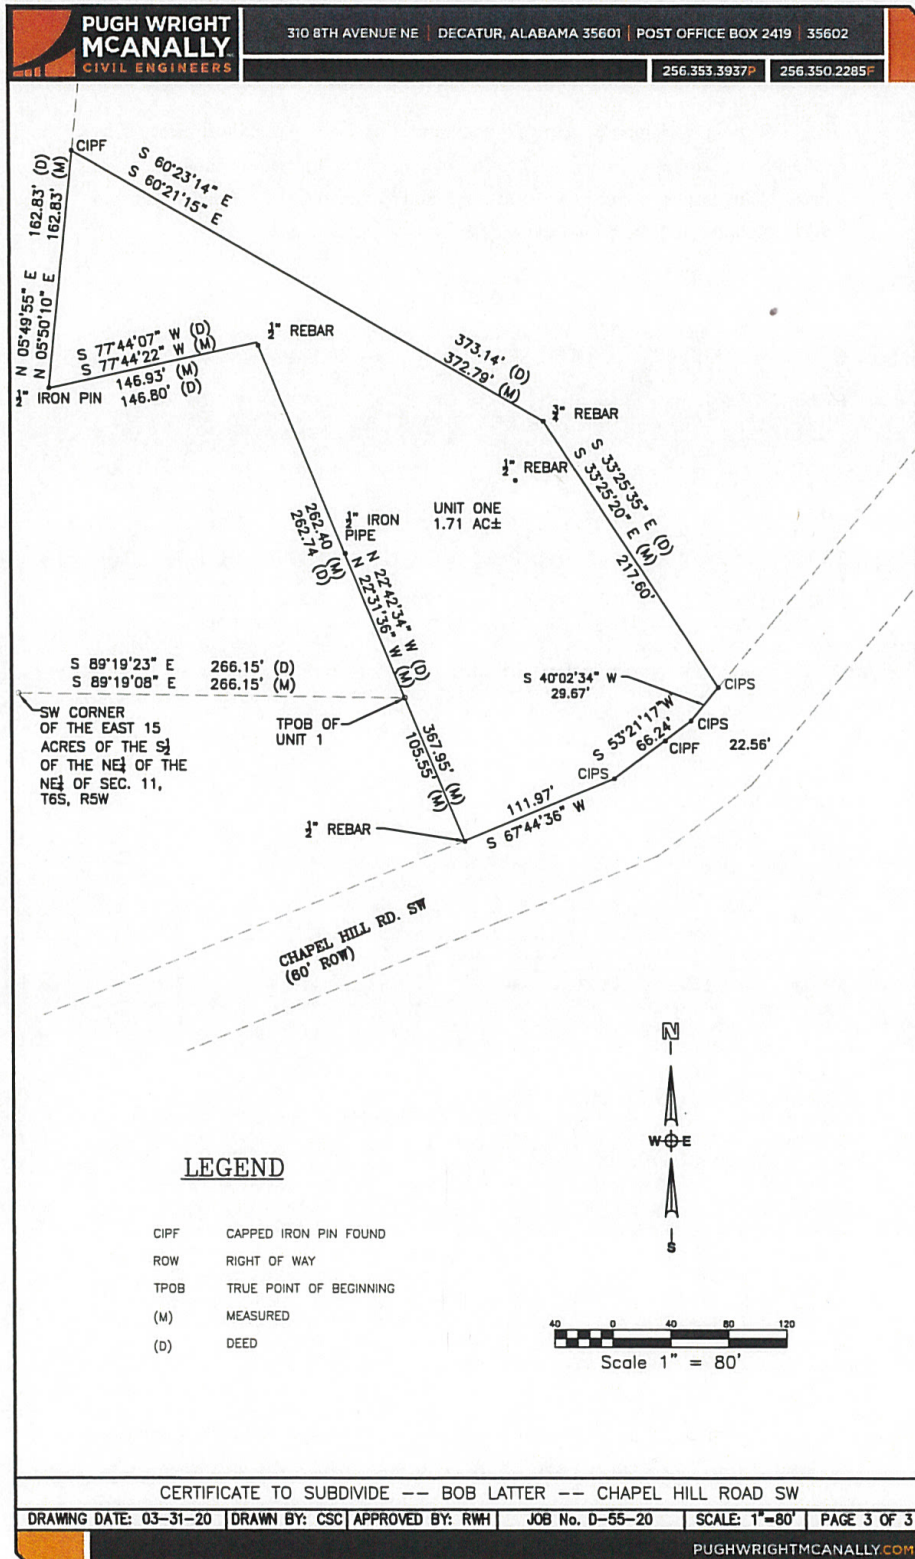 PUGH WRIGHT
MCANALLY
CIVIL ENGINEERS
310 8TH AVENUE NE | DECATUR, ALABAMA 35601 | POST OFFICE BOX 2419 | 35602
256.353.3937P
256.350.2285F
CIPF
S 60°23'14" E
S 60°21'15" E
162.83' (D)
162.83' (M)
N 05°49'55" E
N 05°50'10" E
S 77°44'07" W (D)
S 77°44'22" W (M)
146.93' (M)
146.80' (D)
1/2" REBAR
1/2" IRON PIN
373.14' (D)
372.79' (M)
3/4" REBAR
1/2" REBAR
S 33°25'35" E (D)
S 33°25'20" E (M)
217.60'
UNIT ONE
1.71 AC±
1/2" IRON
PIPE
262.40 (M)
262.74 (D)
N 22°42'34" W (D)
N 22°31'36" W (M)
S 89°19'23" E 266.15' (D)
S 89°19'08" E 266.15' (M)
SW CORNER
OF THE EAST 15
ACRES OF THE S1/2
OF THE NE1/4 OF THE
NE1/4 OF SEC. 11,
T6S, R5W
TPOB OF
UNIT 1
367.95' (M)
105.55' (M)
S 40°02'34" W
29.67'
CIPS
CIPS
22.56'
S 53°21'17"W
66.24'
CIPF
CIPS
111.97'
S 67°44'36" W
1/2" REBAR
CHAPEL HILL RD. SW
(60' ROW)
N
W E
S
LEGEND
CIPF CAPPED IRON PIN FOUND
ROW RIGHT OF WAY
TPOB TRUE POINT OF BEGINNING
(M) MEASURED
(D) DEED
40 0 40 80 120
Scale 1" = 80'
CERTIFICATE TO SUBDIVIDE -- BOB LATTER -- CHAPEL HILL ROAD SW
DRAWING DATE: 03-31-20 DRAWN BY: CSC APPROVED BY: RWH JOB No. D-55-20 SCALE: 1"=80' PAGE 3 OF 3
PUGHWRIGHTMCANALLY.COM